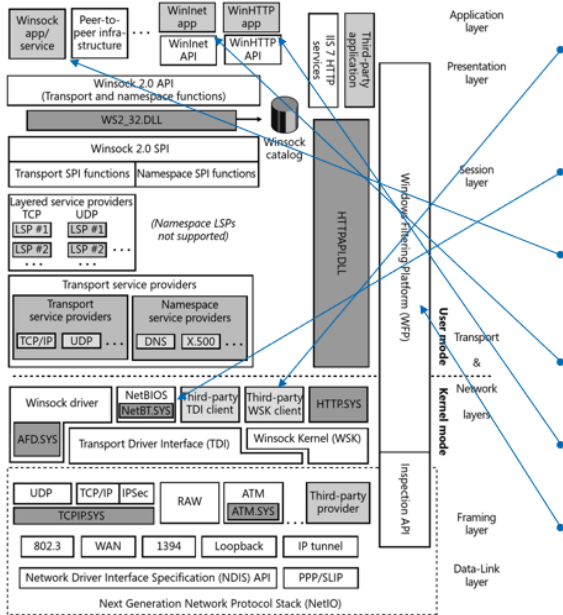 Winsock
app/
service
Peer-to-
peer infra-
structure
WinInet
app
WinHTTP
app
WinInet
API
WinHTTP
API
IIS 7 HTTP
services
Third-party
application
Application
layer
Presentation
layer
Winsock 2.0 API
(Transport and namespace functions)
WS2_32.DLL
Winsock
catalog
Winsock 2.0 SPI
Transport SPI functions
Namespace SPI functions
Session
layer
Layered service providers
TCP
UDP
LSP #1
LSP #1
LSP #2
LSP #2
...
...
...
(Namespace LSPs
not supported)
HTTPAPI.DLL
Windows Filtering Platform (WFP)
Transport service providers
Transport
service providers
TCP/IP
UDP
...
Namespace
service providers
DNS
X.500
...
User mode
Transport
&
Network
layers
Kernel mode
Winsock driver
AFD.SYS
NetBIOS
NetBT.SYS
Third-party
TDI client
Third-party
WSK client
HTTP.SYS
Transport Driver Interface (TDI)
Winsock Kernel (WSK)
Inspection API
UDP
TCP/IP
IPSec
TCPIP.SYS
RAW
ATM
ATM.SYS
...
Third-party
provider
Framing
layer
802.3
WAN
1394
Loopback
IP tunnel
Network Driver Interface Specification (NDIS) API
PPP/SLIP
Data-Link
layer
Next Generation Network Protocol Stack (NetIO)